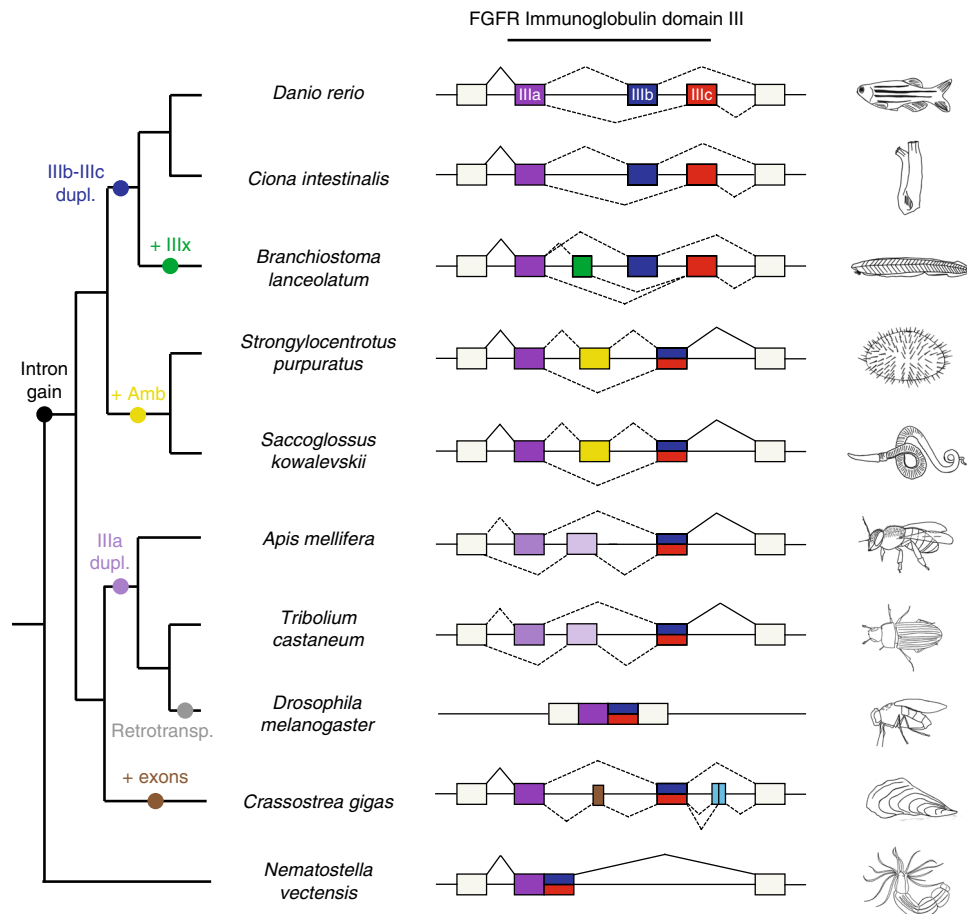 FGFR Immunoglobulin domain III
Danio rerio
IIIa
IIIb
IIIc
IIIb-IIIc
dupl.
Ciona intestinalis
+ IIIx
Branchiostoma
lanceolatum
Strongylocentrotus
purpuratus
Intron
gain
+ Amb
Saccoglossus
kowalevskii
Apis mellifera
IIIa
dupl.
Tribolium
castaneum
Drosophila
melanogaster
Retrotransp.
+ exons
Crassostrea gigas
Nematostella
vectensis